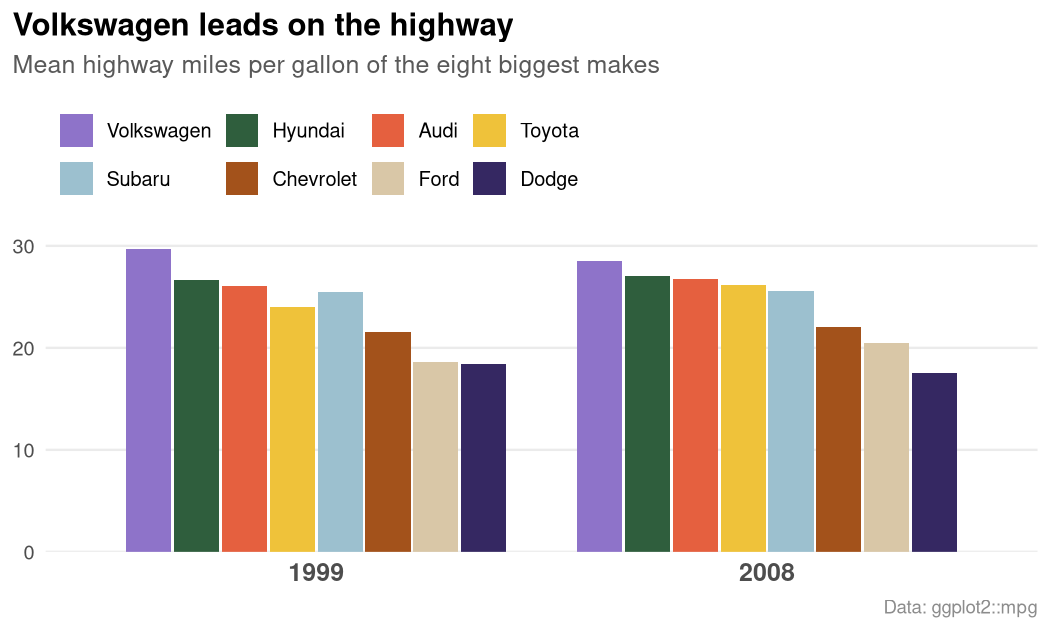 Volkswagen leads on the highway
Mean highway miles per gallon of the eight biggest makes
Volkswagen Hyundai Audi Toyota
Subaru Chevrolet Ford Dodge
30
20
10
0
1999 2008
Data: ggplot2::mpg